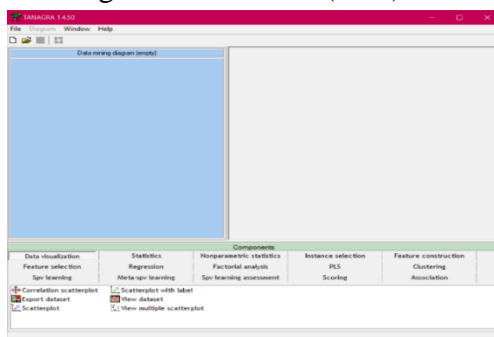 TANAGRA 1.4.50
File Diagram Window Help
Data mining diagram (empty)
Components
Data visualization Statistics Nonparametric statistics Instance selection Feature construction
Feature selection Regression Factorial analysis PLS Clustering
Spv learning Meta-spv learning Spv learning assessment Scoring Association
Correlation scatterplot Scatterplot with label
Export dataset View dataset
Scatterplot View multiple scatterplot